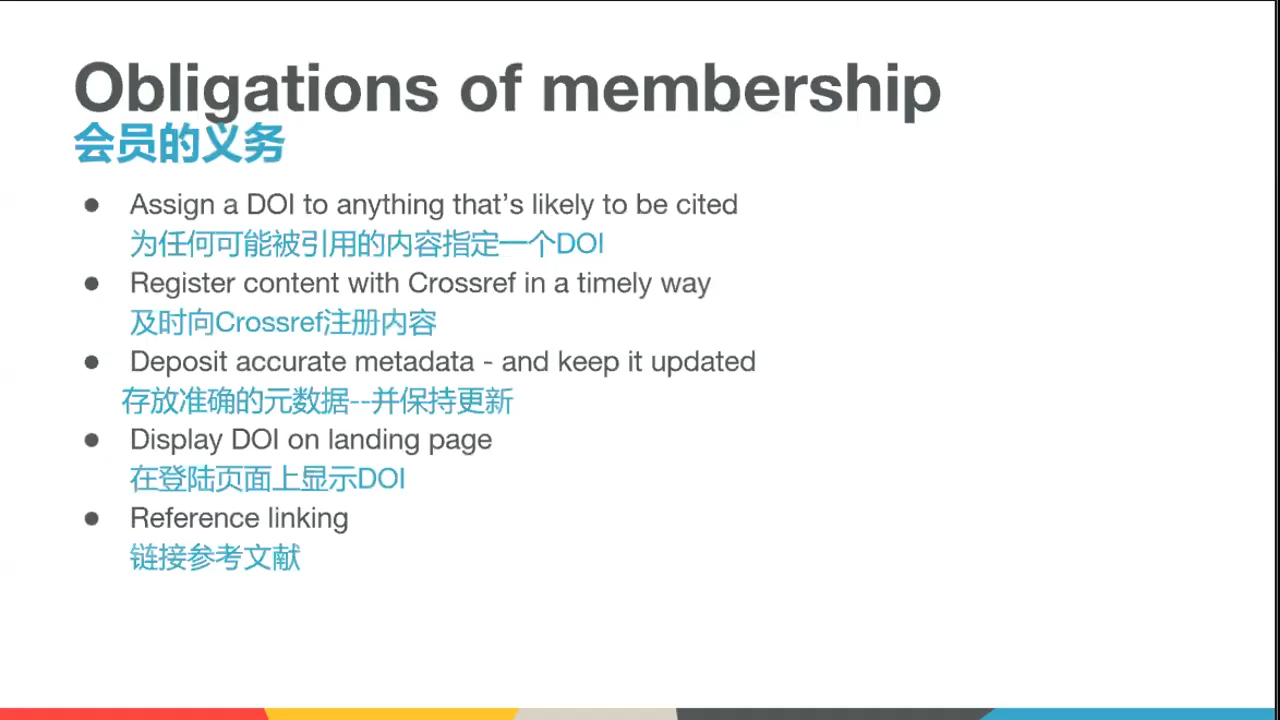 Obligations of membership
会员的义务
● Assign a DOI to anything that’s likely to be cited
为任何可能被引用的内容指定一个DOI
● Register content with Crossref in a timely way
及时向Crossref注册内容
● Deposit accurate metadata - and keep it updated
存放准确的元数据--并保持更新
● Display DOI on landing page
在登陆页面上显示DOI
● Reference linking
链接参考文献